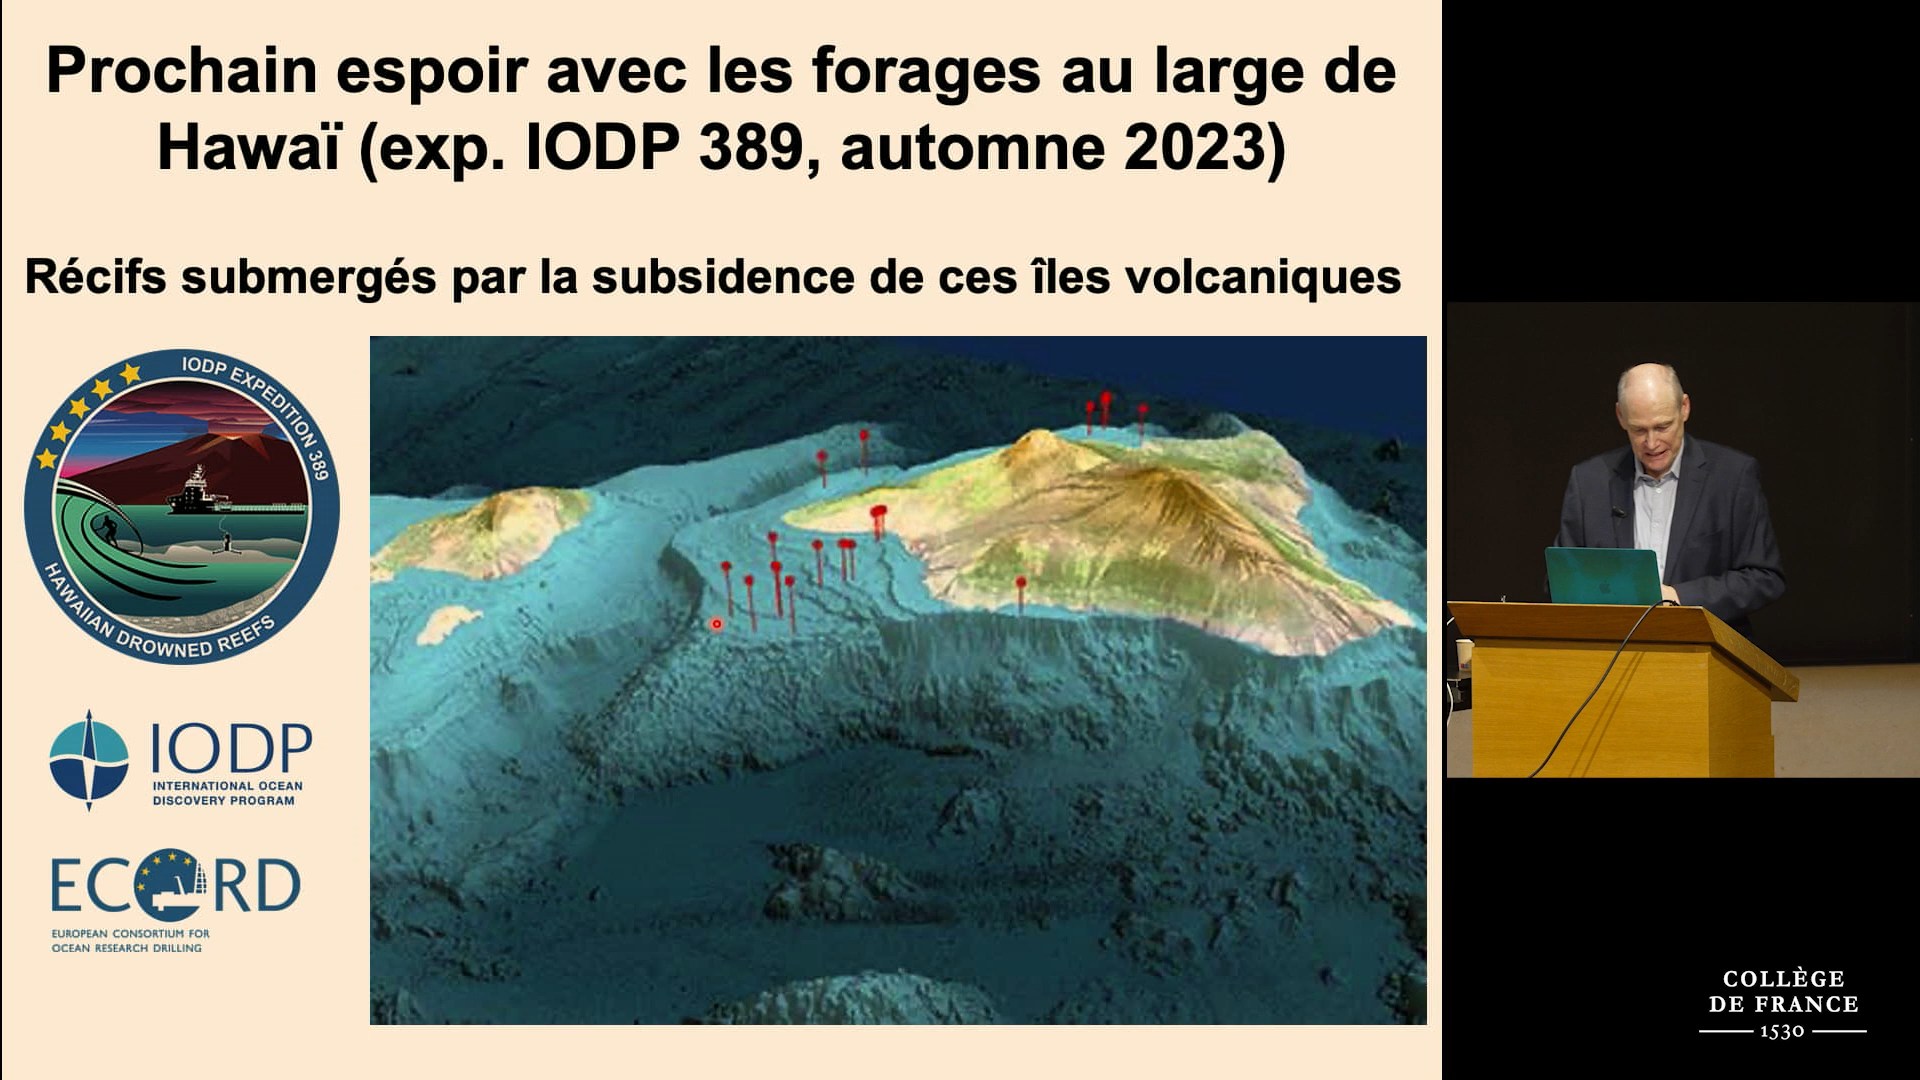 Prochain espoir avec les forages au large de
Hawaï (exp. IODP 389, automne 2023)
Récifs submergés par la subsidence de ces îles volcaniques
IODP EXPEDITION 389
HAWAIIAN DROWNED REEFS
IODP
INTERNATIONAL OCEAN
DISCOVERY PROGRAM
ECORD
EUROPEAN CONSORTIUM FOR
OCEAN RESEARCH DRILLING
COLLÈGE
DE FRANCE
1530